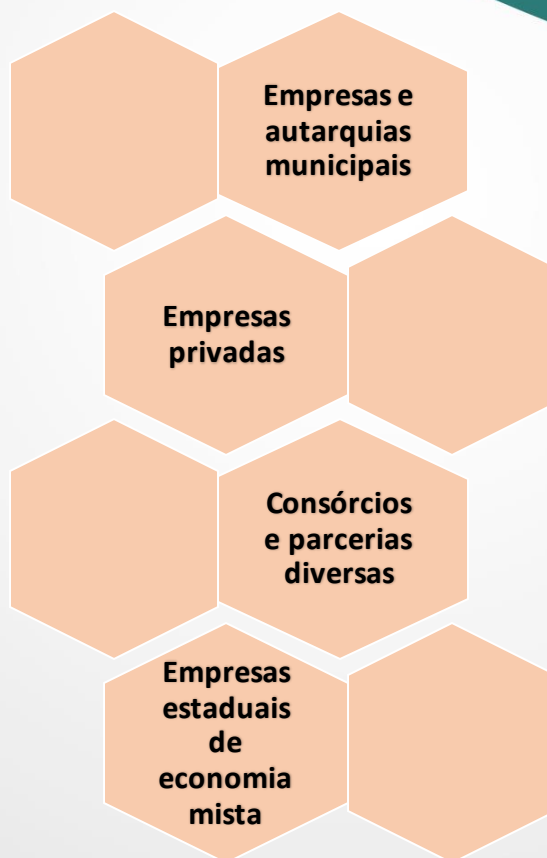 Empresas e
autarquias
municipais
Empresas
privadas
Consórcios
e parcerias
diversas
Empresas
estaduais
de
economia
mista